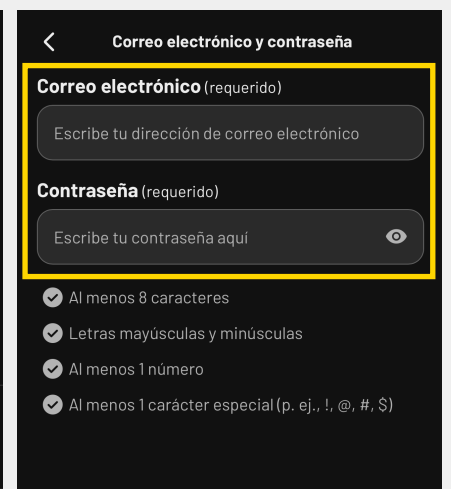 Correo electrónico y contraseña
Correo electrónico (requerido)
Escribe tu dirección de correo electrónico
Contraseña (requerido)
Escribe tu contraseña aquí
Al menos 8 caracteres
Letras mayúsculas y minúsculas
Al menos 1 número
Al menos 1 carácter especial (p. ej., !, @, #, $)